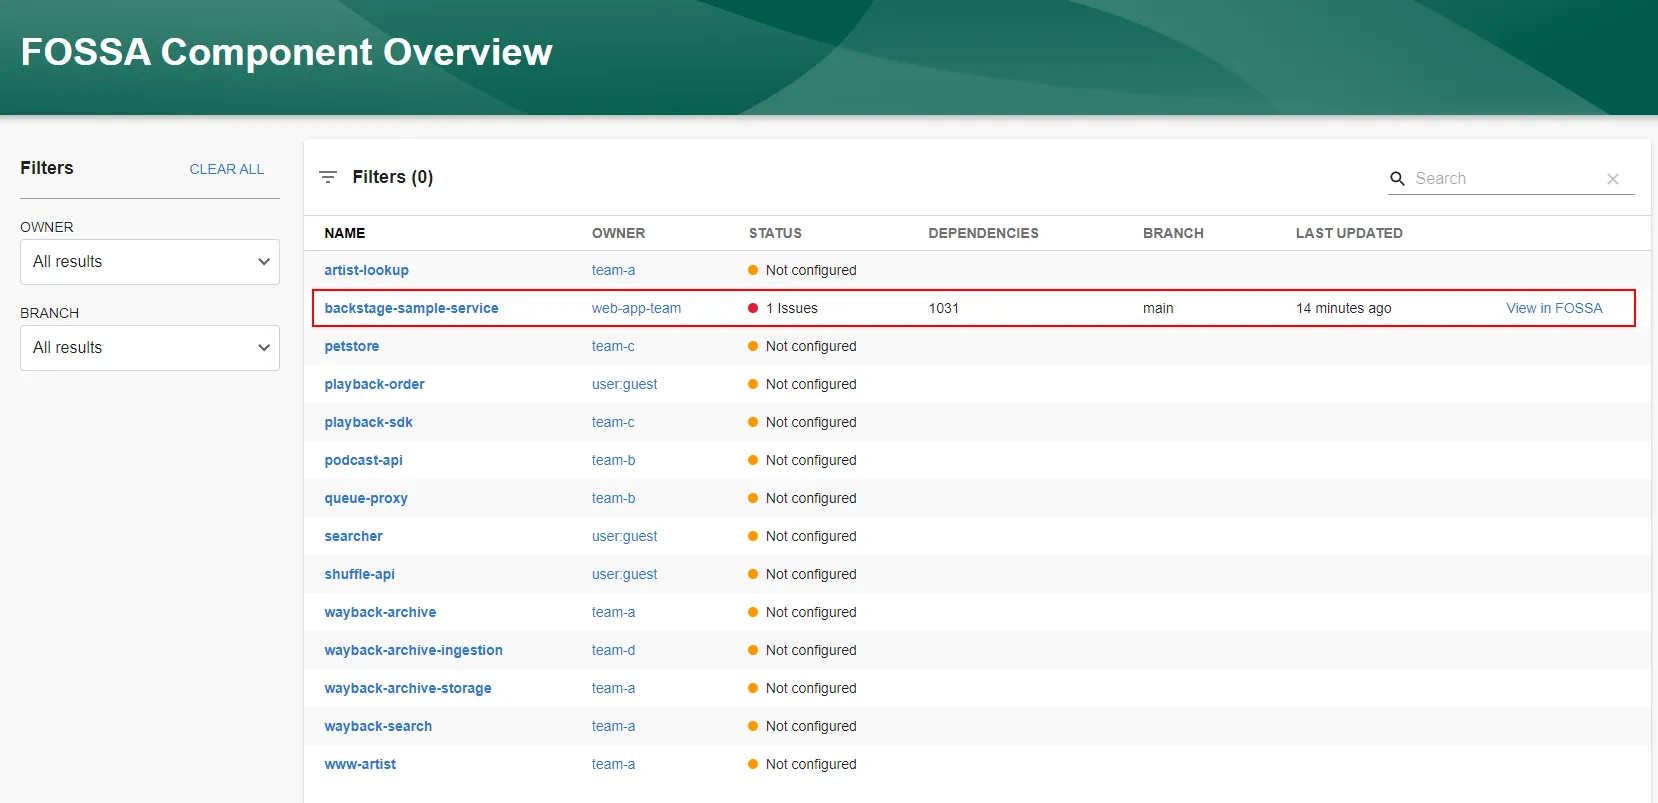 FOSSA Component Overview
Filters CLEAR ALL
OWNER
All results
BRANCH
All results
Filters (0) Search
NAME OWNER STATUS DEPENDENCIES BRANCH LAST UPDATED
artist-lookup team-a Not configured
backstage-sample-service web-app-team 1 Issues 1031 main 14 minutes ago View in FOSSA
petstore team-c Not configured
playback-order user:guest Not configured
playback-sdk team-c Not configured
podcast-api team-b Not configured
queue-proxy team-b Not configured
searcher user:guest Not configured
shuffle-api user:guest Not configured
wayback-archive team-a Not configured
wayback-archive-ingestion team-d Not configured
wayback-archive-storage team-a Not configured
wayback-search team-a Not configured
www-artist team-a Not configured